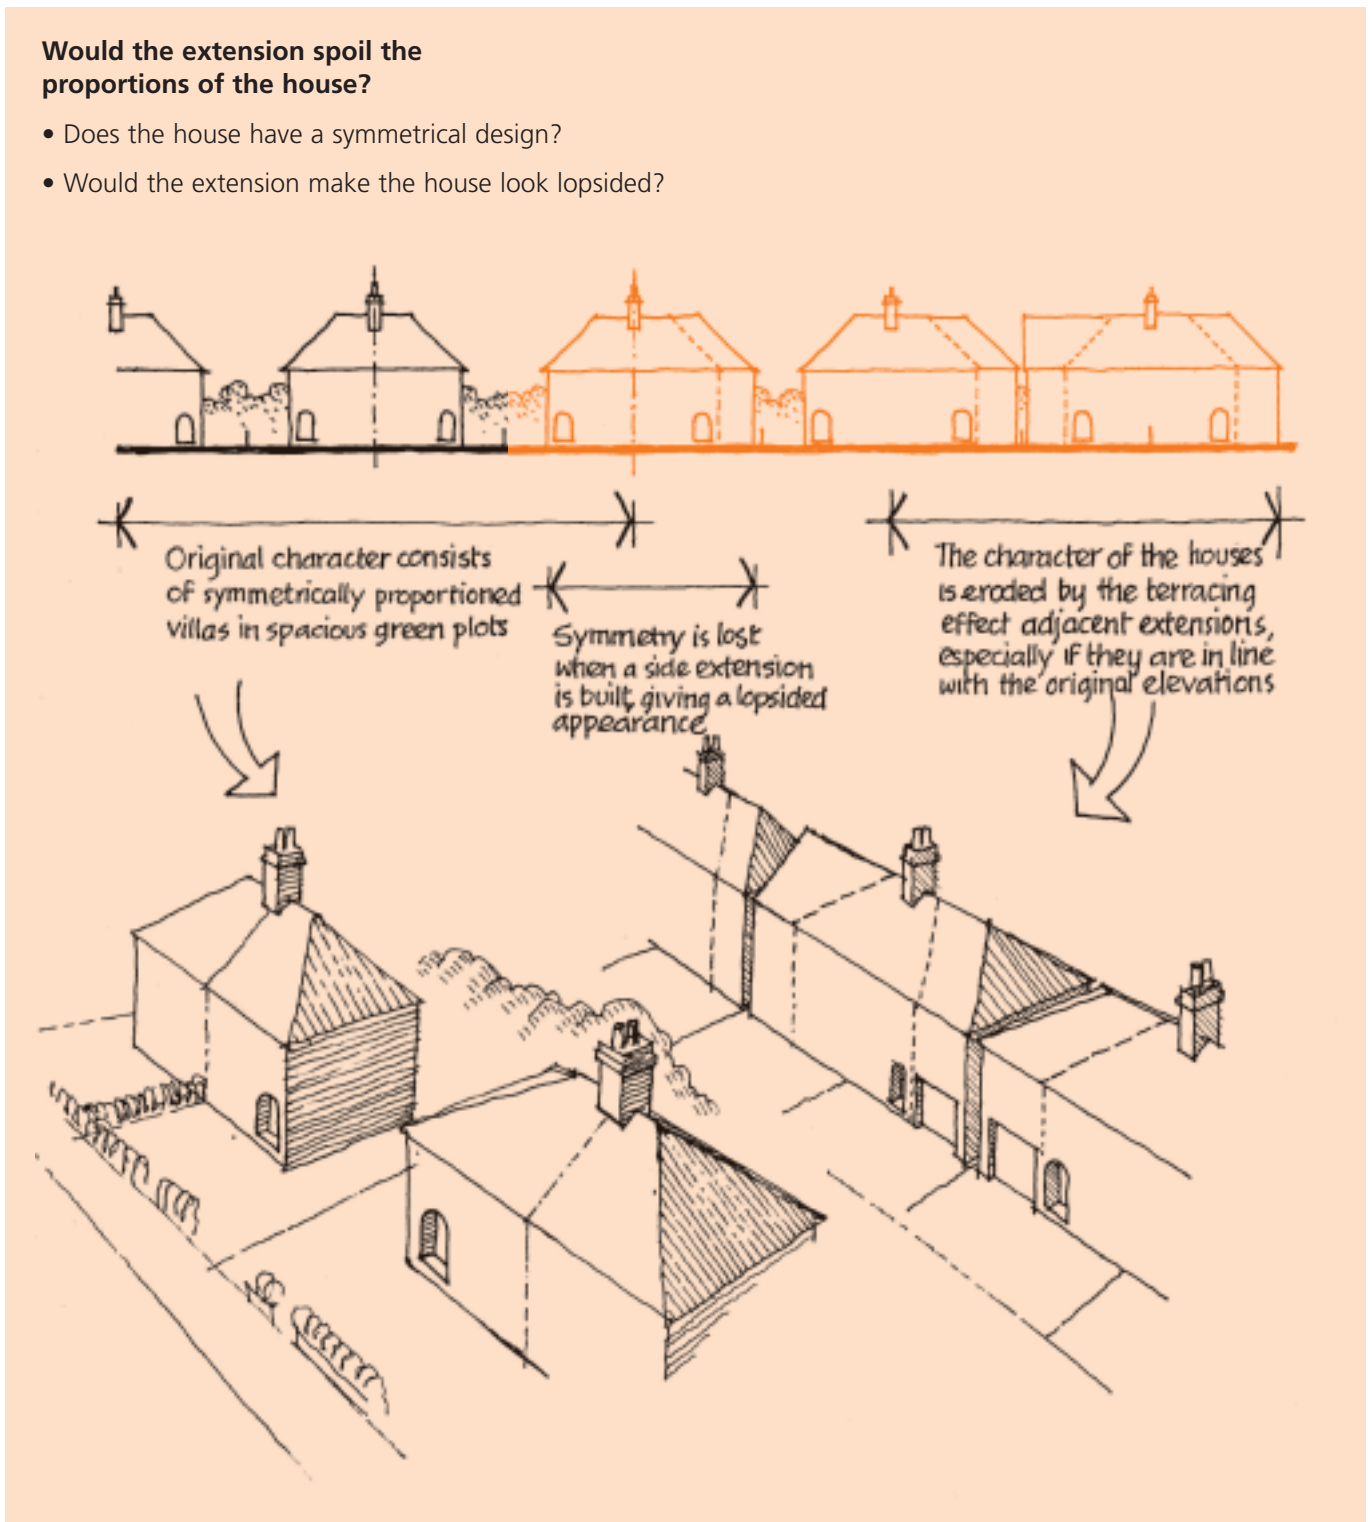 Would the extension spoil the
proportions of the house?
• Does the house have a symmetrical design?
• Would the extension make the house look lopsided?
Original character consists
of symmetrically proportioned
villas in spacious green plots
Symmetry is lost
when a side extension
is built, giving a lopsided
appearance
The character of the houses
is eroded by the terracing
effect adjacent extensions,
especially if they are in line
with the original elevations